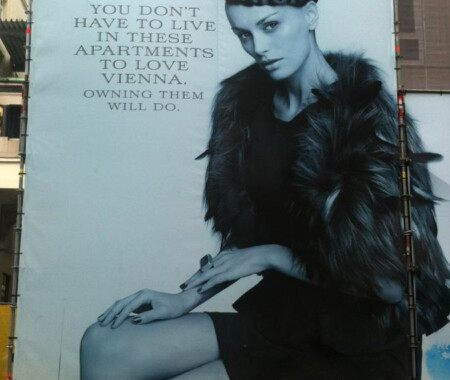 YOU DON'T
HAVE TO LIVE
IN THESE
APARTMENTS
TO LOVE
VIENNA.
OWNING THEM
WILL DO.